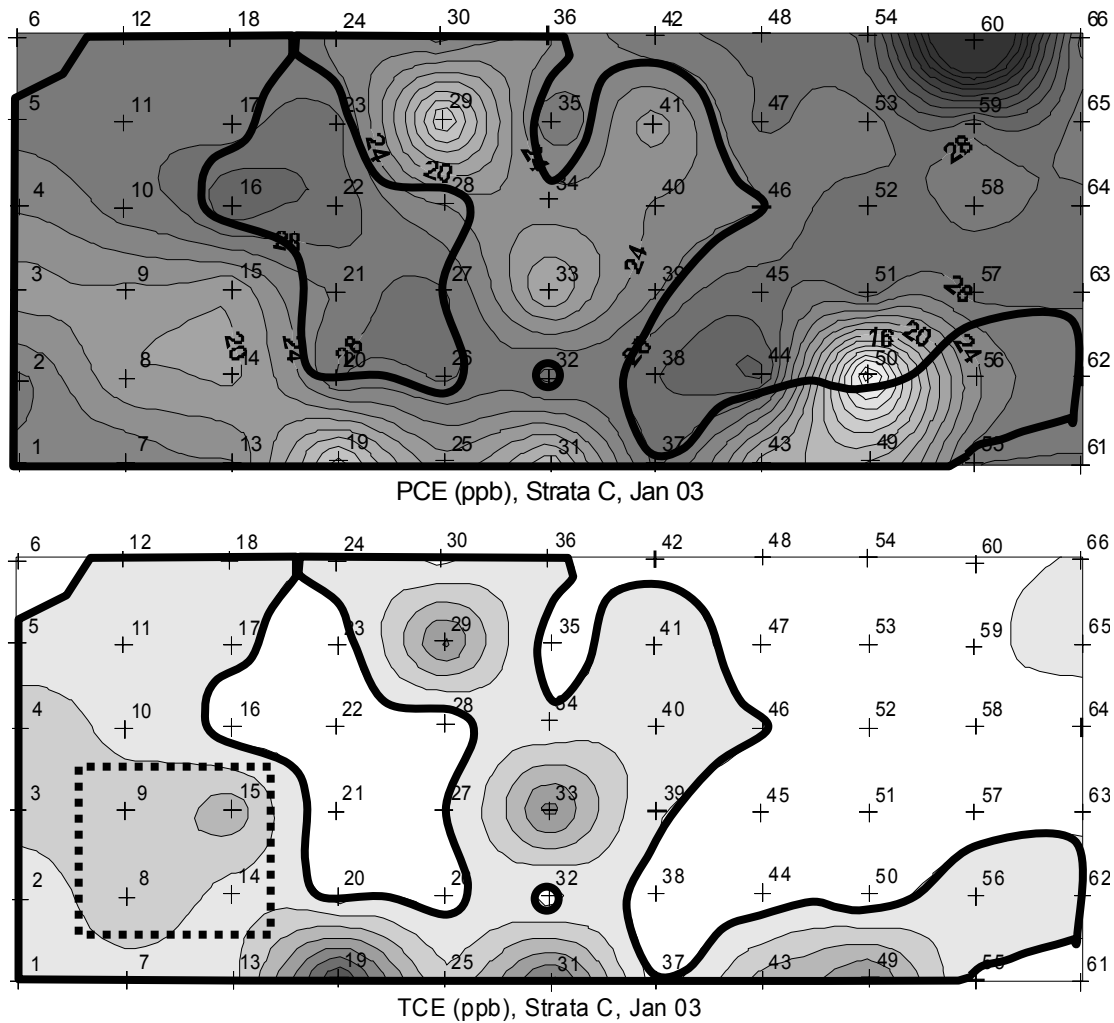 6 12 18 24 30 36 41 48 54 60 66
5 11 17 23 29 35 41 47 53 59 65
24 20 24 28
4 10 16 22 28 34 40 46 52 58 64
28 24
3 9 15 21 27 33 39 45 51 57 63
28
20 24 28 28 16 20 24
2 8 14 20 26 32 38 44 50 56 62
1 7 13 19 25 31 37 43 49 55 61
PCE (ppb), Strata C, Jan 03
6 12 18 24 30 36 42 48 54 60 66
5 11 17 23 29 35 41 47 53 59 65
4 10 16 22 28 34 40 46 52 58 64
3 9 15 21 27 33 39 45 51 57 63
2 8 14 20 26 32 38 44 50 56 62
1 7 13 19 25 31 37 43 49 55 61
TCE (ppb), Strata C, Jan 03